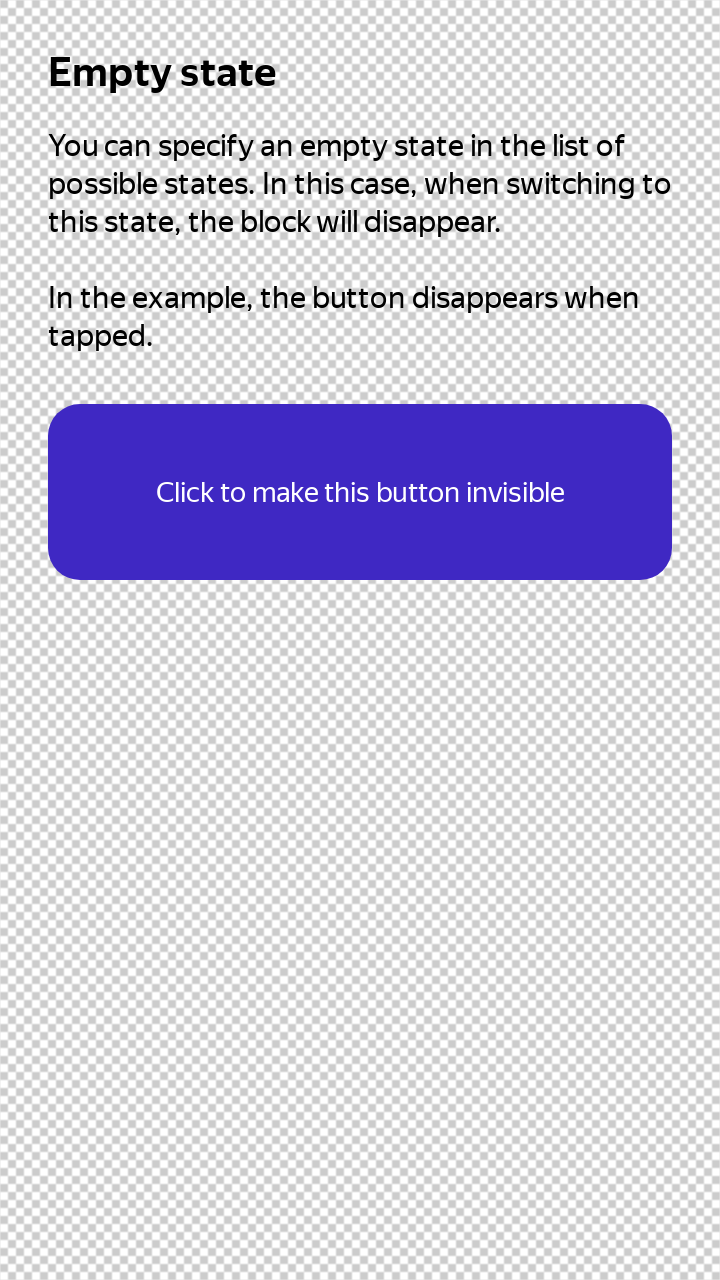 Empty state
You can specify an empty state in the list of
possible states. In this case, when switching to
this state, the block will disappear.
In the example, the button disappears when
tapped.
Click to make this button invisible